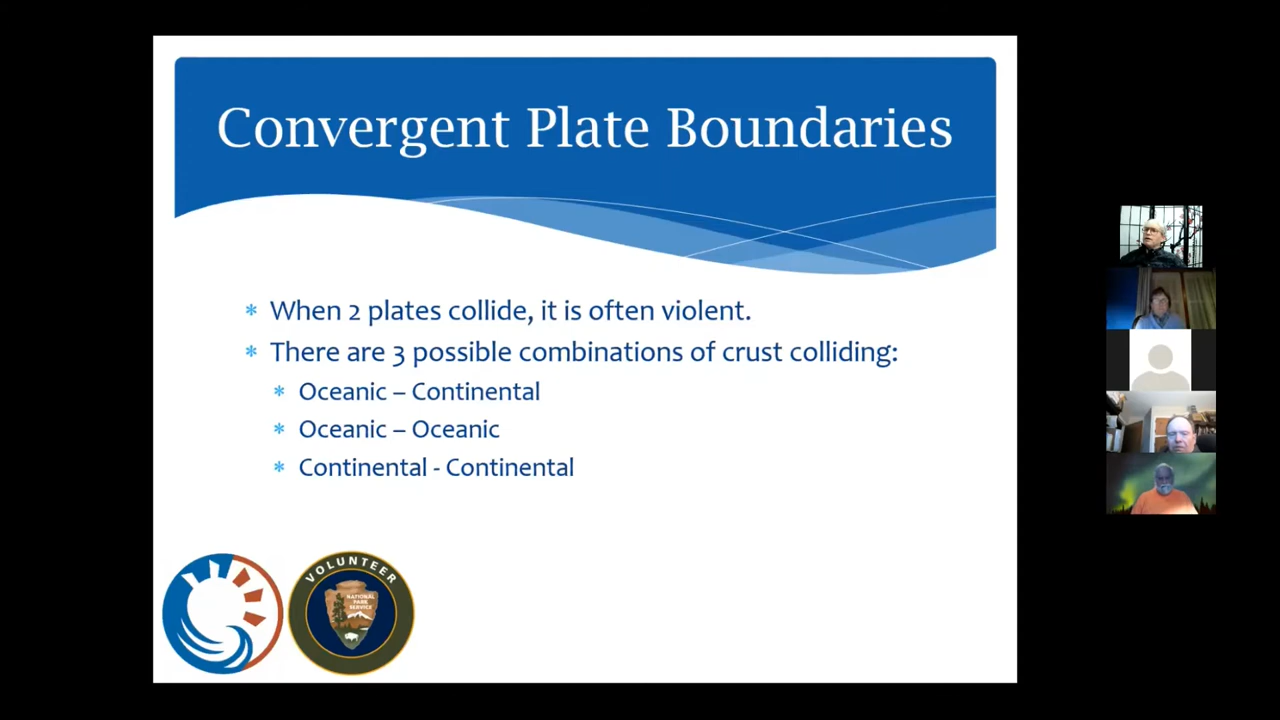 Convergent Plate Boundaries
* When 2 plates collide, it is often violent.
* There are 3 possible combinations of crust colliding:
* Oceanic – Continental
* Oceanic – Oceanic
* Continental - Continental
VOLUNTEER
NATIONAL
PARK
SERVICE